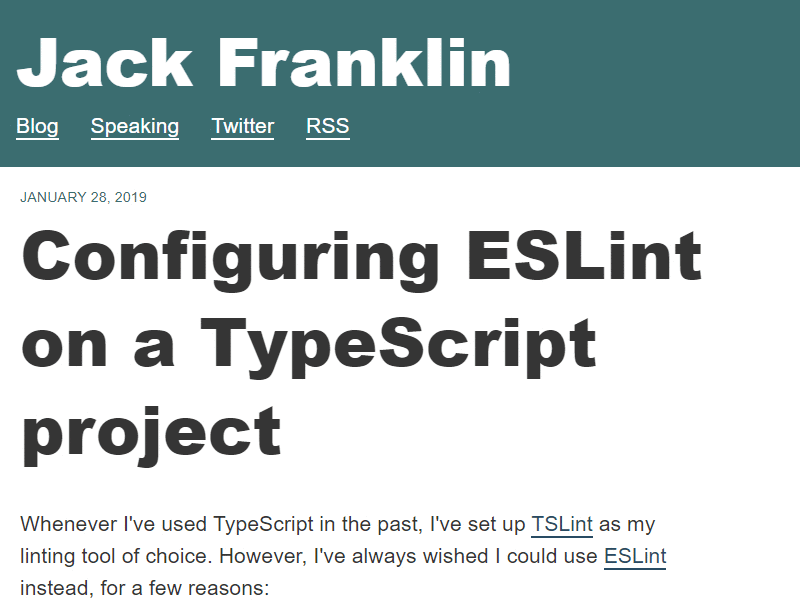 Jack Franklin
Blog Speaking Twitter RSS
JANUARY 28, 2019
Configuring ESLint
on a TypeScript
project
Whenever I've used TypeScript in the past, I've set up TSLint as my
linting tool of choice. However, I've always wished I could use ESLint
instead, for a few reasons: